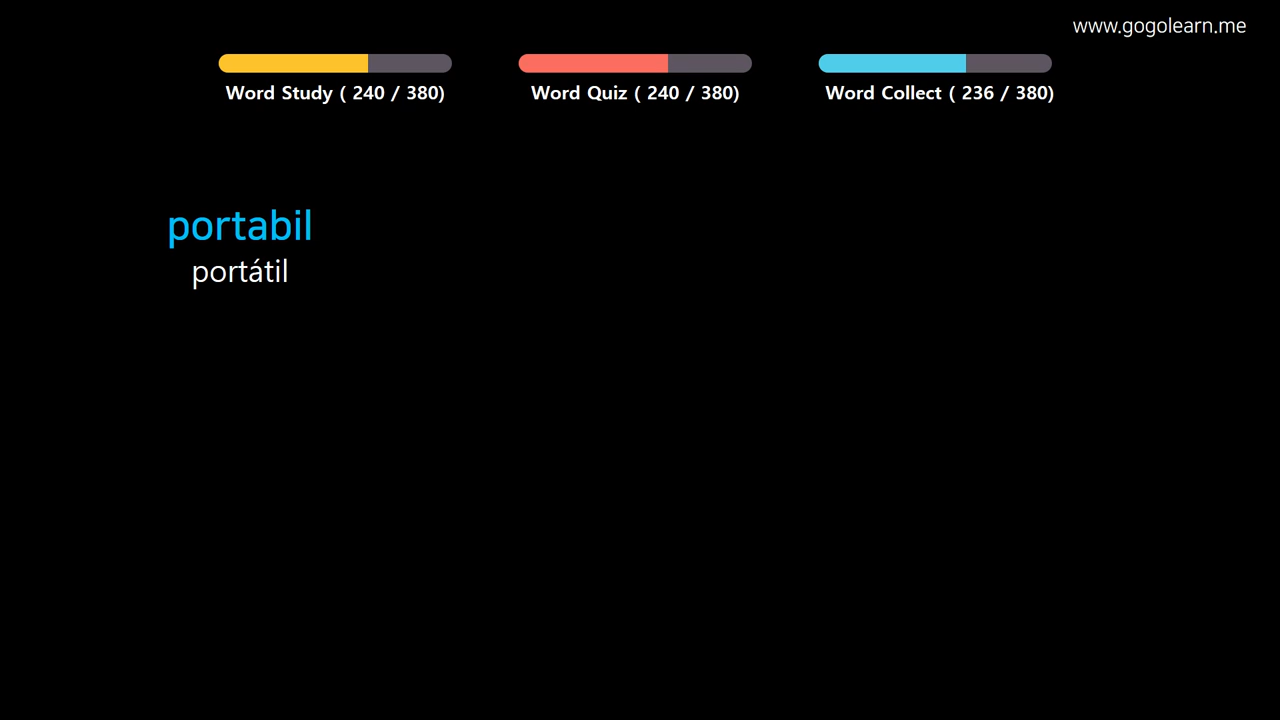 www.gogolearn.me
Word Study ( 240 / 380)
Word Quiz ( 240 / 380)
Word Collect ( 236 / 380)
portabil
portátil